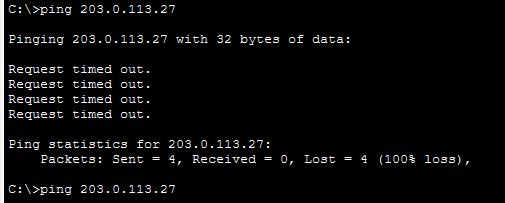 C:\>ping 203.0.113.27
Pinging 203.0.113.27 with 32 bytes of data:
Request timed out.
Request timed out.
Request timed out.
Request timed out.
Ping statistics for 203.0.113.27:
    Packets: Sent = 4, Received = 0, Lost = 4 (100% loss),
C:\>ping 203.0.113.27